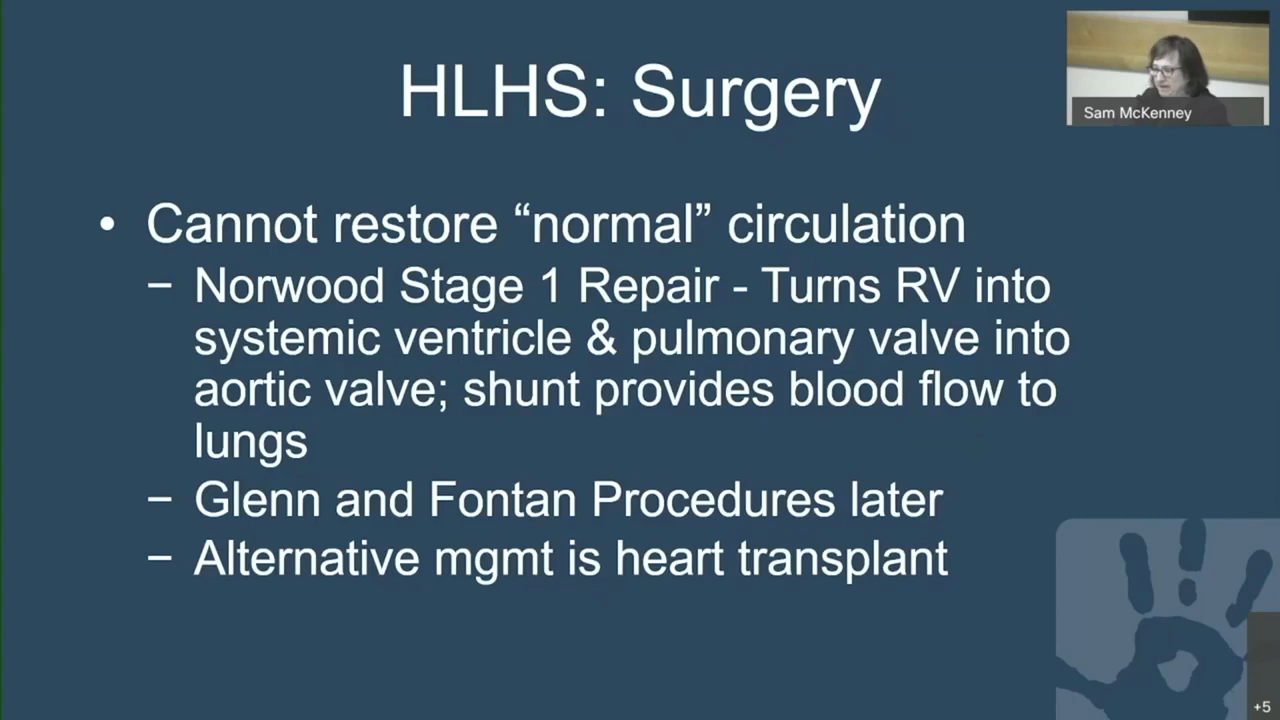 HLHS: Surgery
Sam McKenney
• Cannot restore “normal” circulation
– Norwood Stage 1 Repair - Turns RV into
systemic ventricle & pulmonary valve into
aortic valve; shunt provides blood flow to
lungs
– Glenn and Fontan Procedures later
– Alternative mgmt is heart transplant
+5